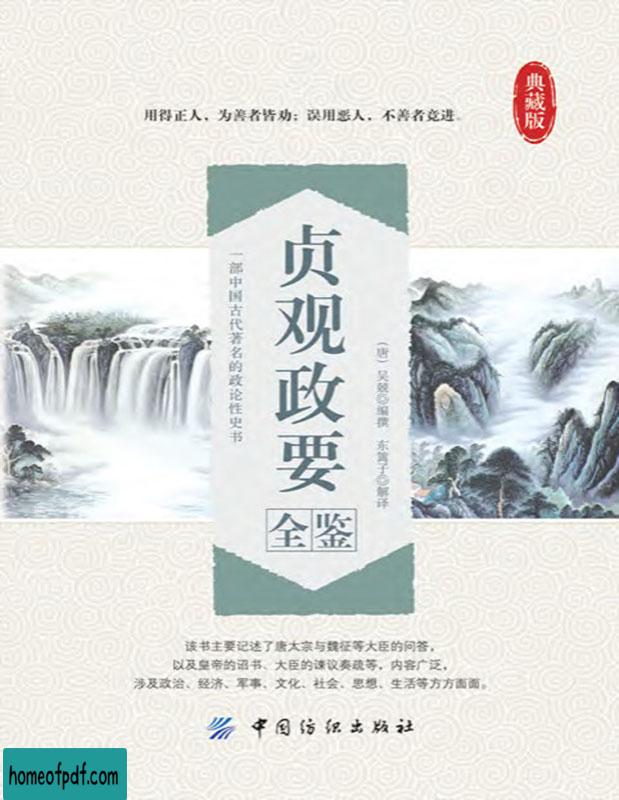 典藏版
用得正人，为善者皆劝；误用恶人，不善者竞进。
贞观政要
全鉴
一部中国古代著名的政论性史书
（唐）吴兢◎编撰 东篱子◎解译
该书主要记述了唐太宗与魏征等大臣的问答，
以及皇帝的诏书、大臣的谏议奏疏等，内容广泛，
涉及政治、经济、军事、文化、社会、思想、生活等方方面面。
中国纺织出版社
homeofpdf.com